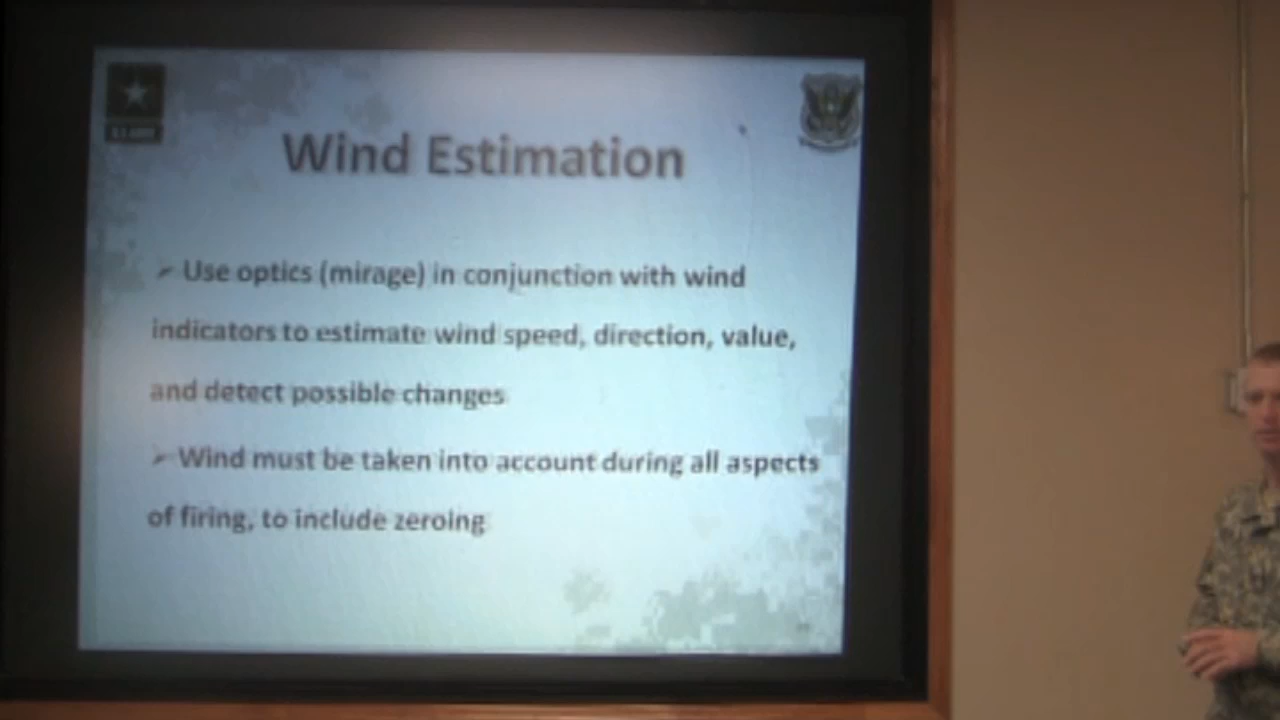 Wind Estimation
➢ Use optics (mirage) in conjunction with wind
indicators to estimate wind speed, direction, value,
and detect possible changes
➢ Wind must be taken into account during all aspects
of firing, to include zeroing
U.S. ARMY